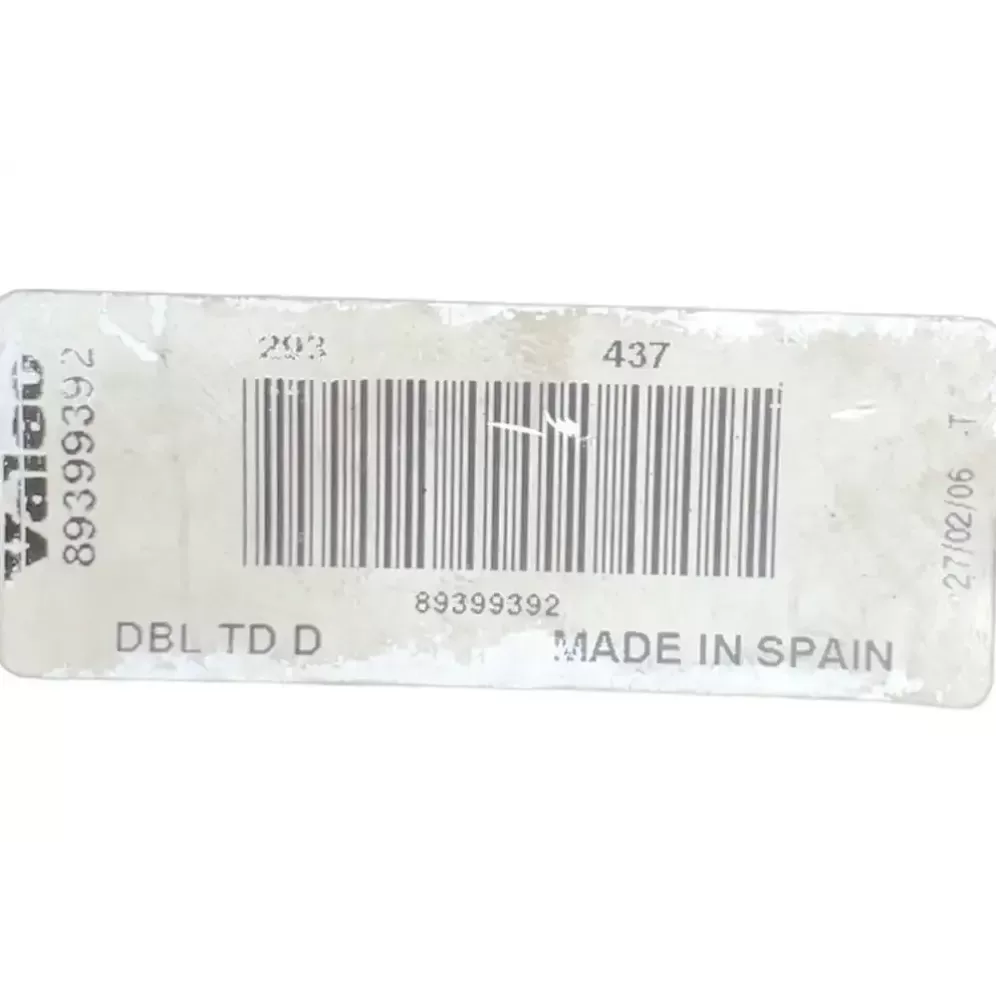 Valeo
89399392
293 437
89399392
DBL TD D MADE IN SPAIN
27/02/06 T